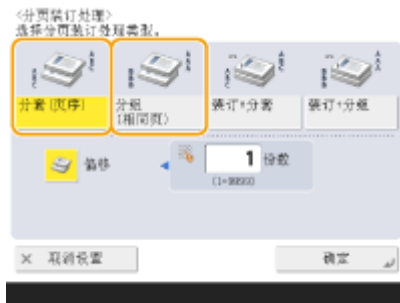 <分页装订处理>
选择分页装订处理类型。
分套(页序)
分组
(相同页)
装订+分套
装订+分组
偏移
1 份数
(1-9999)
× 取消设置
确定